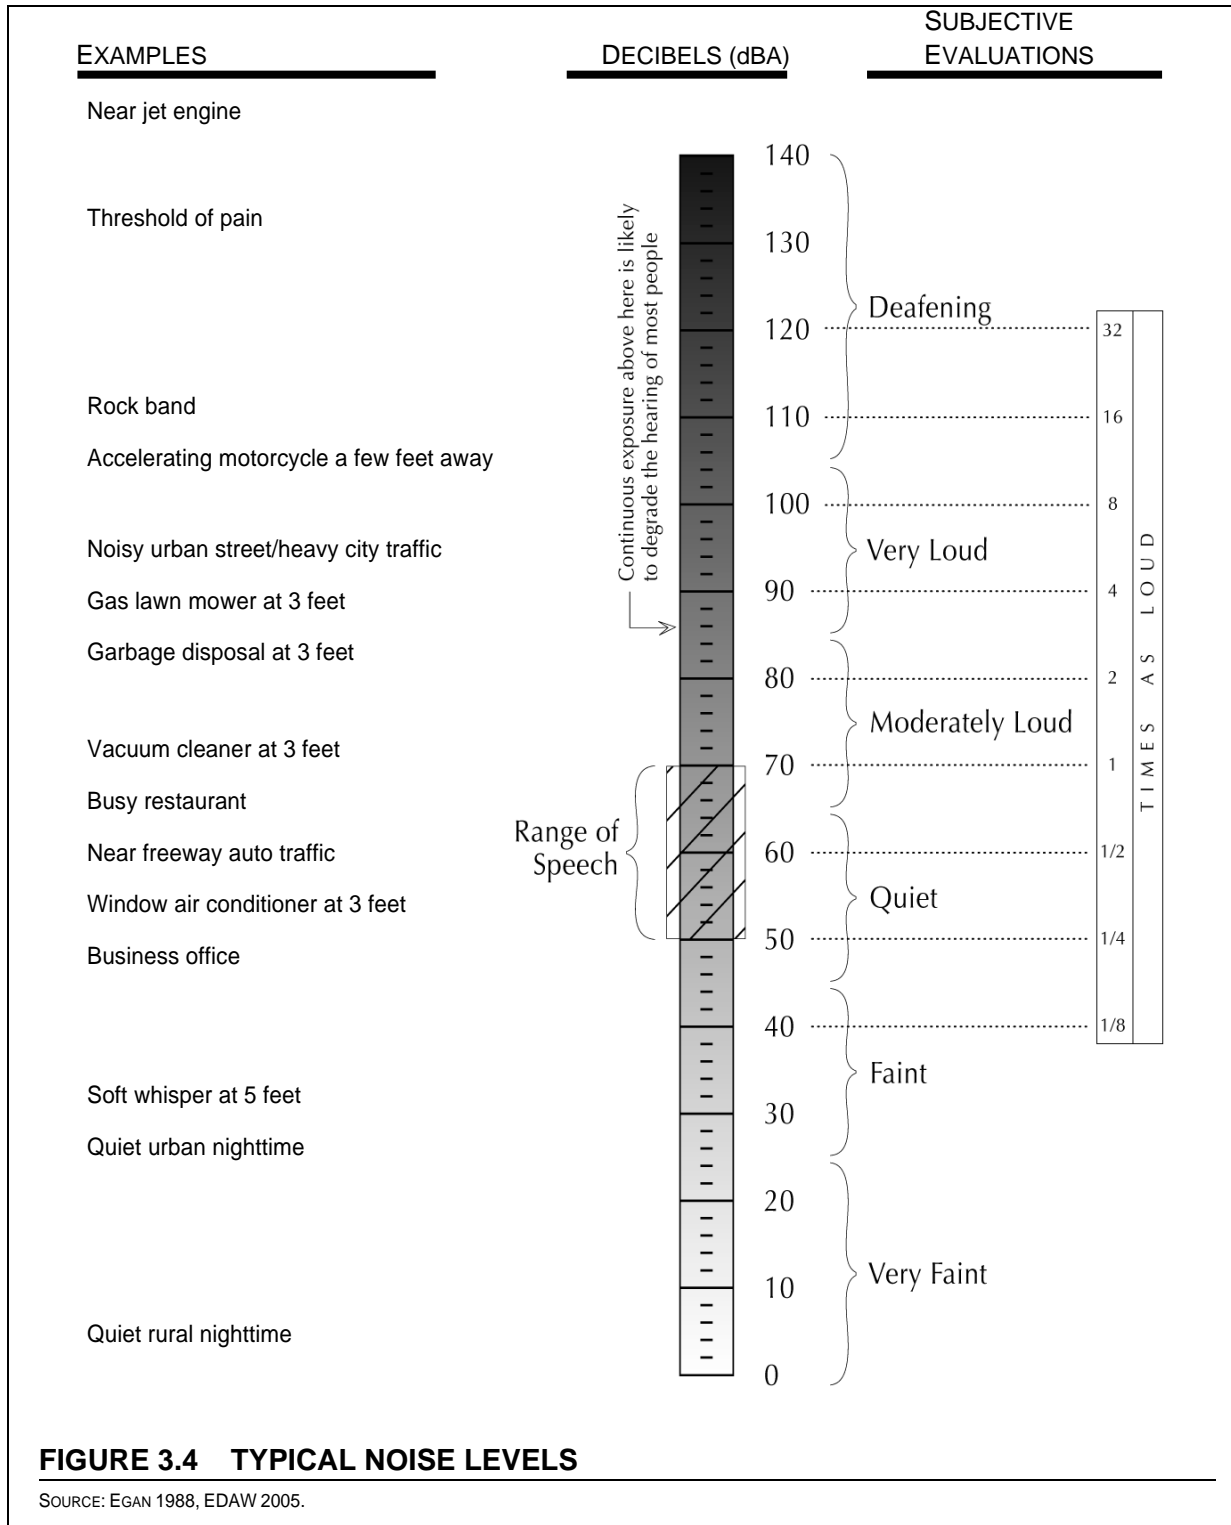 EXAMPLES
DECIBELS (dBA)
SUBJECTIVE
EVALUATIONS
Near jet engine
Threshold of pain
Rock band
Accelerating motorcycle a few feet away
Noisy urban street/heavy city traffic
Gas lawn mower at 3 feet
Garbage disposal at 3 feet
Vacuum cleaner at 3 feet
Busy restaurant
Near freeway auto traffic
Window air conditioner at 3 feet
Business office
Soft whisper at 5 feet
Quiet urban nighttime
Quiet rural nighttime
Continuous exposure above here is likely
to degrade the hearing of most people
Range of
Speech
140
130
120
110
100
90
80
70
60
50
40
30
20
10
0
Deafening
Very Loud
Moderately Loud
Quiet
Faint
Very Faint
32
16
8
4
2
1
1/2
1/4
1/8
TIMES AS LOUD
FIGURE 3.4 TYPICAL NOISE LEVELS
SOURCE: EGAN 1988, EDAW 2005.